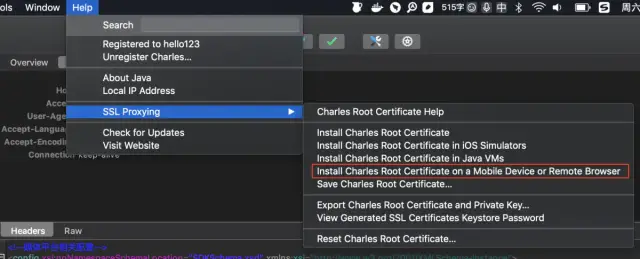 ols Window Help 515字 中 周六
Search
Registered to hello123
Unregister Charles...
Overview
About Java
Local IP Address
Ho
Acce
SSL Proxying
Charles Root Certificate Help
User-Age
Accept-Langua
Check for Updates
Install Charles Root Certificate
Accept-Encodi
Visit Website
Install Charles Root Certificate in iOS Simulators
Connection keep-alive
Install Charles Root Certificate in Java VMs
Install Charles Root Certificate on a Mobile Device or Remote Browser
Save Charles Root Certificate...
Export Charles Root Certificate and Private Key...
View Generated SSL Certificates Keystore Password
Headers Raw
Reset Charles Root Certificate...